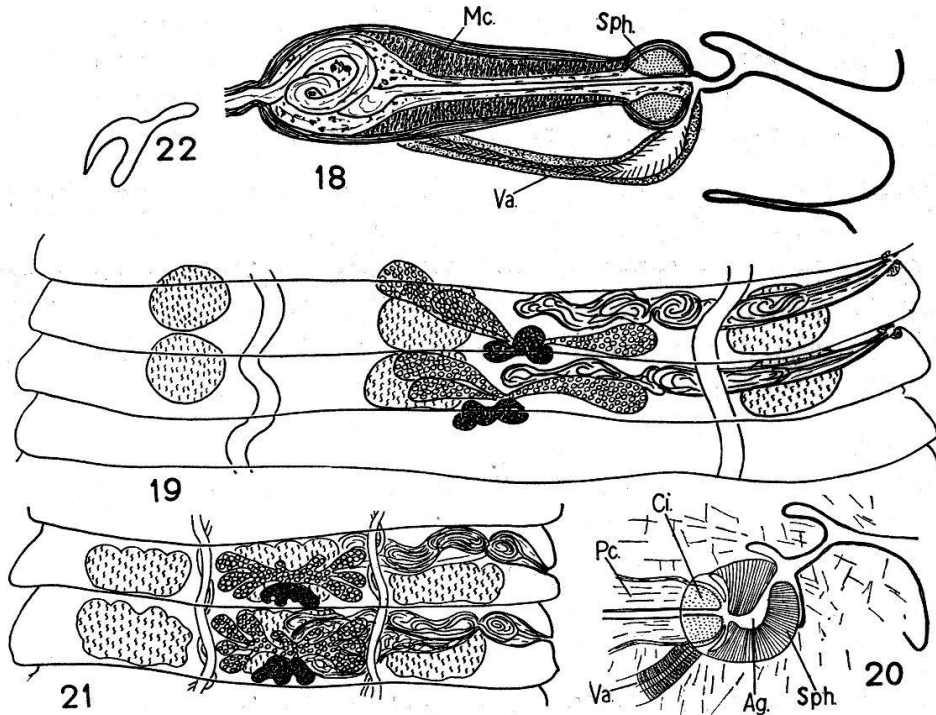 Mc.
Sph.
22
18
Va.
19
Ci.
Pc.
21
Va.
Ag.
Sph.
20